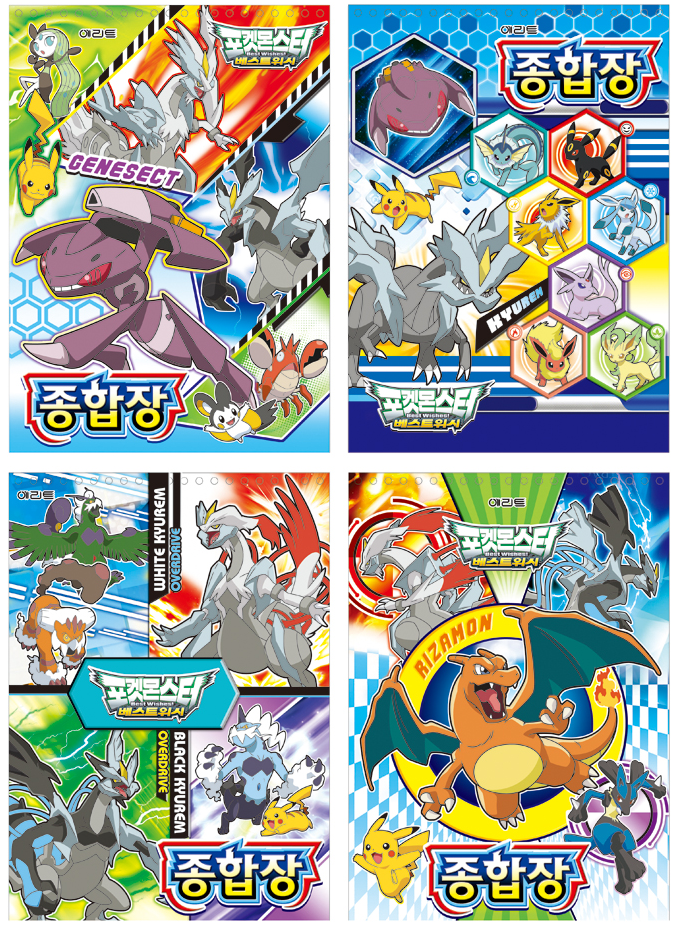 예리트
포켓몬스터
Best Wishes!
베스트위시
GENESECT
종합장
예리트
종합장
KYUREM
포켓몬스터
Best Wishes!
베스트위시
예리트
WHITE KYUREM
OVERDRIVE
포켓몬스터
Best Wishes!
베스트위시
BLACK KYUREM
OVERDRIVE
종합장
예리트
포켓몬스터
Best Wishes!
베스트위시
RIZAMON
종합장